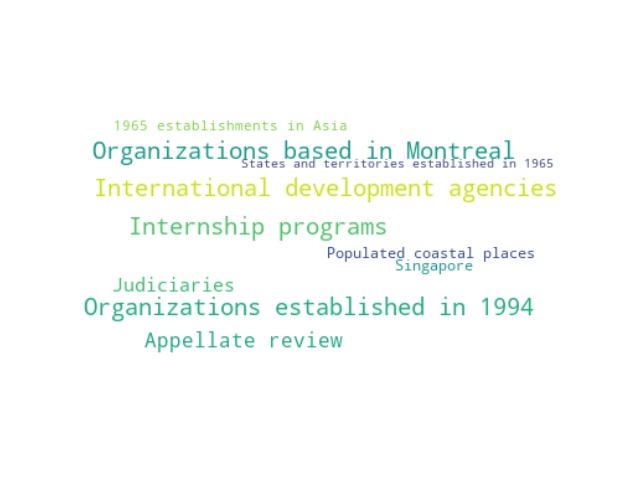 1965 establishments in Asia
Organizations based in Montreal
States and territories established in 1965
International development agencies
Internship programs
Populated coastal places
Singapore
Judiciaries
Organizations established in 1994
Appellate review